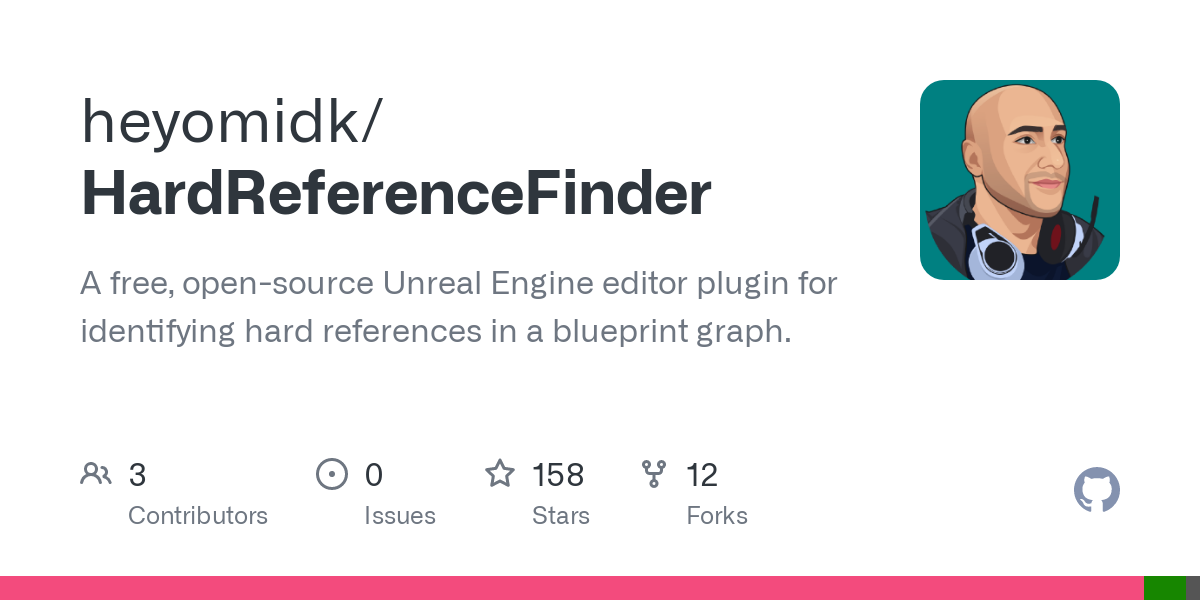 heyomidk/
HardReferenceFinder
A free, open-source Unreal Engine editor plugin for
identifying hard references in a blueprint graph.
3
Contributors
0
Issues
158
Stars
12
Forks